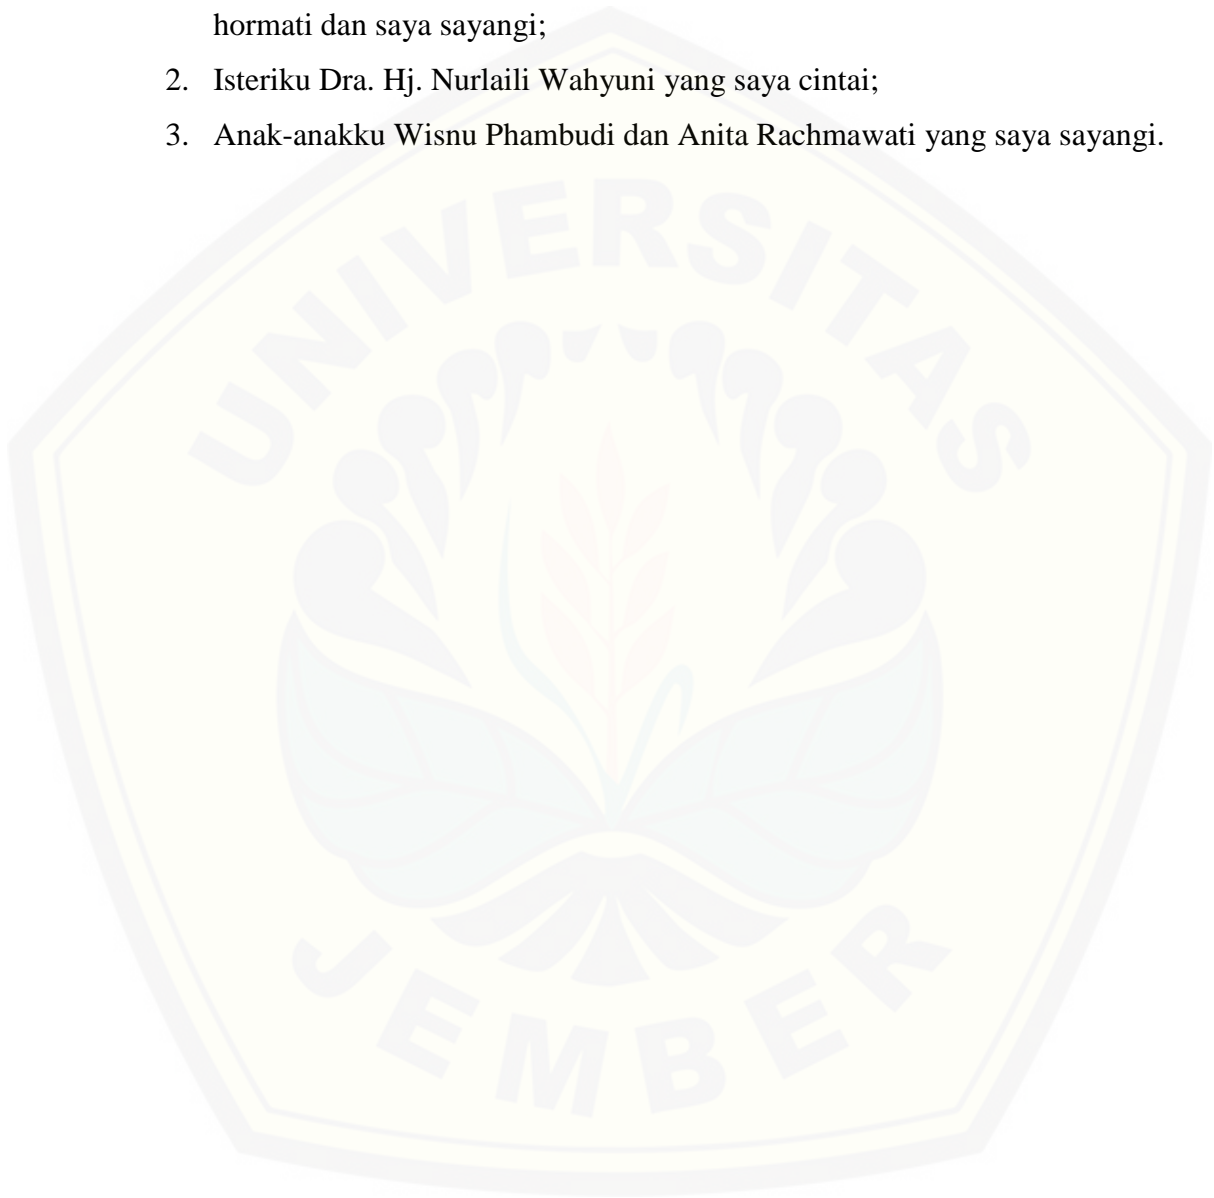 hormati dan saya sayangi;
2. Isteriku Dra. Hj. Nurlaili Wahyuni yang saya cintai;
3. Anak-anakku Wisnu Phambudi dan Anita Rachmawati yang saya sayangi.
UNIVERSITAS
JEMBER